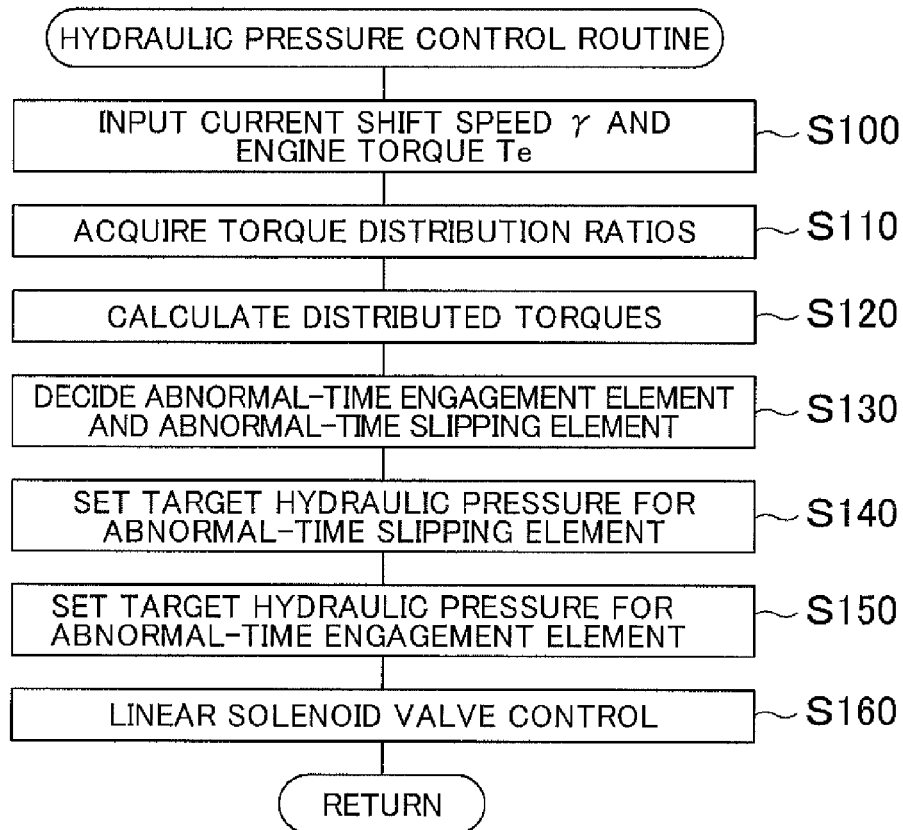 HYDRAULIC PRESSURE CONTROL ROUTINE
INPUT CURRENT SHIFT SPEED γ AND
ENGINE TORQUE Te
S100
ACQUIRE TORQUE DISTRIBUTION RATIOS
S110
CALCULATE DISTRIBUTED TORQUES
S120
DECIDE ABNORMAL-TIME ENGAGEMENT ELEMENT
AND ABNORMAL-TIME SLIPPING ELEMENT
S130
SET TARGET HYDRAULIC PRESSURE FOR
ABNORMAL-TIME SLIPPING ELEMENT
S140
SET TARGET HYDRAULIC PRESSURE FOR
ABNORMAL-TIME ENGAGEMENT ELEMENT
S150
LINEAR SOLENOID VALVE CONTROL
S160
RETURN